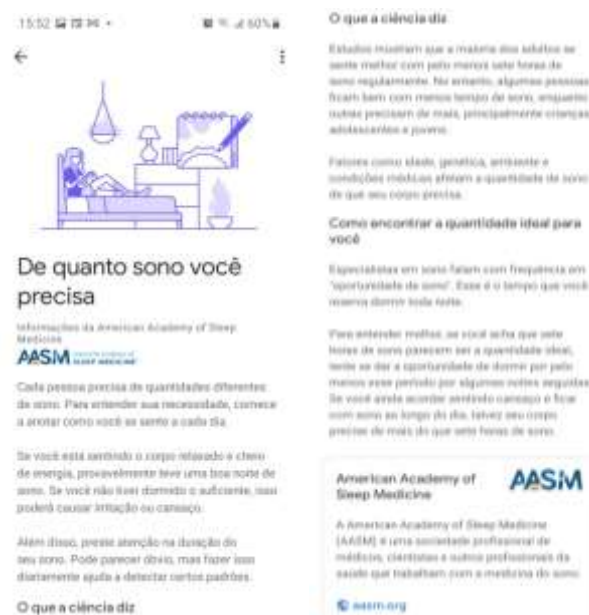 15:52
60%
De quanto sono você
precisa
Informações da American Academy of Sleep
Medicine
AASM
SLEEP MEDICINE
Cada pessoa precisa de quantidades diferentes
de sono. Para entender sua necessidade, comece
a anotar como você se sente a cada dia.
Se você está sentindo o corpo relaxado e cheio
de energia, provavelmente teve uma boa noite de
sono. Se você não tiver dormido o suficiente, isso
poderá causar irritação ou cansaço.
Além disso, preste atenção na duração do
seu sono. Pode parecer óbvio, mas fazer isso
diariamente ajuda a detectar certos padrões.
O que a ciência diz
O que a ciência diz
Estudos mostram que a maioria dos adultos se
sente melhor com pelo menos sete horas de
sono regularmente. No entanto, algumas pessoas
ficam bem com menos tempo de sono, enquanto
outras precisam de mais, principalmente crianças,
adolescentes e jovens.
Fatores como idade, genética, ambiente e
condições médicas afetam a quantidade de sono
de que seu corpo precisa.
Como encontrar a quantidade ideal para
você
Especialistas em sono falam com frequência em
"oportunidade de sono". Esse é o tempo que você
reserva dormir toda noite.
Para entender melhor, se você acha que sete
horas de sono parecem ser a quantidade ideal,
tente se dar a oportunidade de dormir por pelo
menos esse período por algumas noites seguidas.
Se você ainda acordar sentindo cansaço e ficar
com sono ao longo do dia, talvez seu corpo
precise de mais do que sete horas de sono.
American Academy of
Sleep Medicine
AASM
A American Academy of Sleep Medicine
(AASM) é uma sociedade profissional de
médicos, cientistas e outros profissionais da
saúde que trabalham com a medicina do sono.
aasm.org